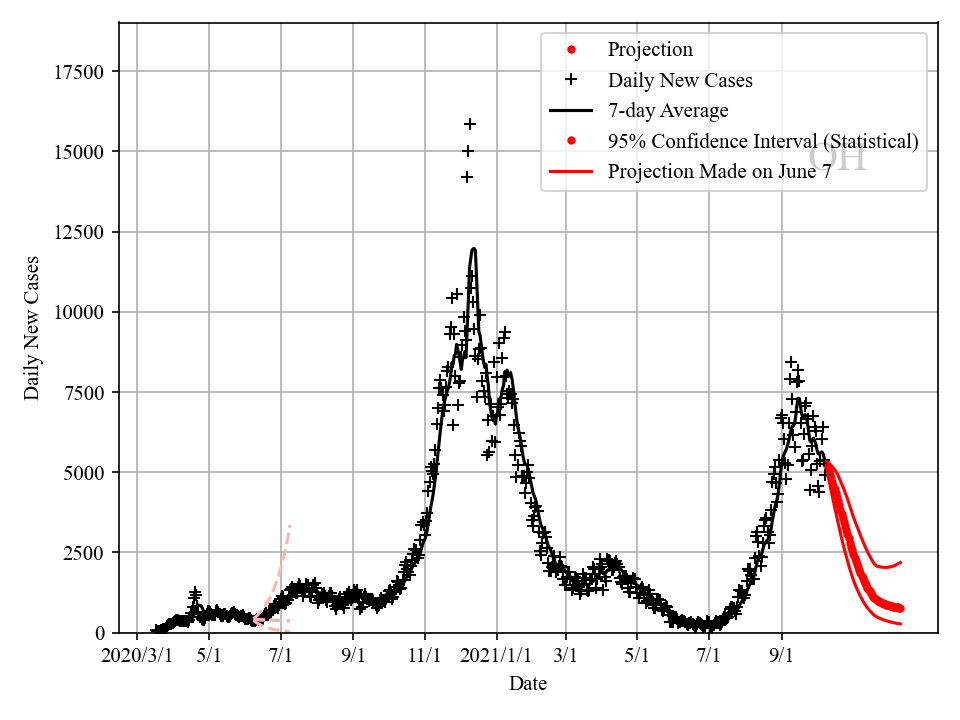 Projection
Daily New Cases
7-day Average
95% Confidence Interval (Statistical)
OH
Projection Made on June 7
17500
15000
12500
10000
7500
5000
2500
0
Daily New Cases
2020/3/1 5/1 7/1 9/1 11/1 2021/1/1 3/1 5/1 7/1 9/1
Date